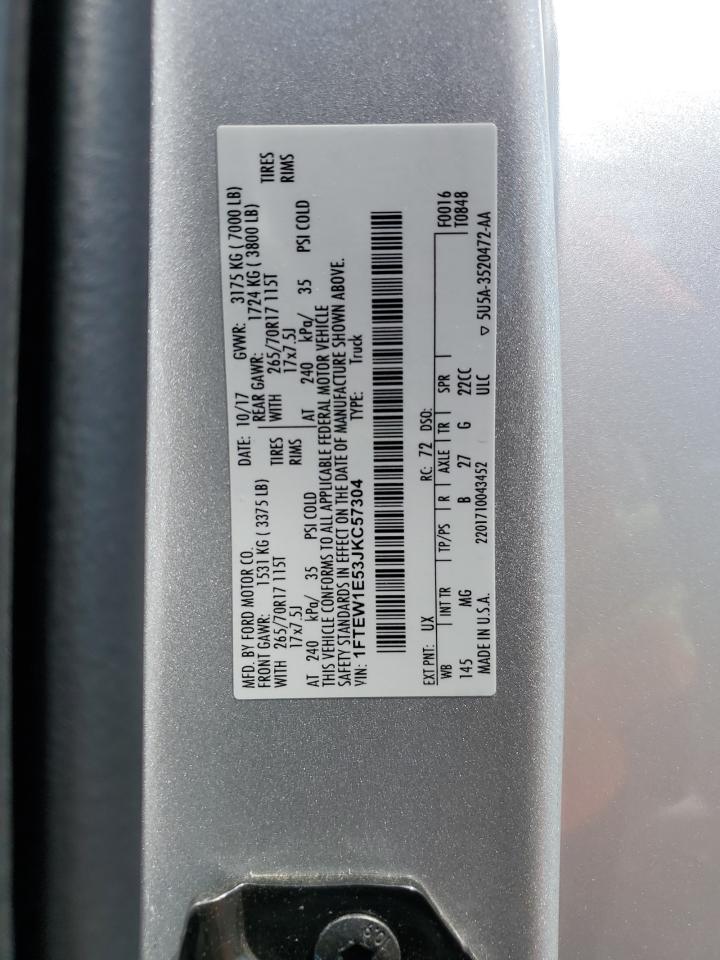 MFD. BY FORD MOTOR CO.
DATE: 10/17 GVWR: 3175 KG ( 7000 LB)
FRONT GAWR: 1531 KG ( 3375 LB) REAR GAWR: 1724 KG ( 3800 LB)
WITH 265/70R17 115T TIRES WITH 265/70R17 115T TIRES
17x7.5J RIMS 17x7.5J RIMS
AT 240 kPa/ 35 PSI COLD AT 240 kPa/ 35 PSI COLD
THIS VEHICLE CONFORMS TO ALL APPLICABLE FEDERAL MOTOR VEHICLE
SAFETY STANDARDS IN EFFECT ON THE DATE OF MANUFACTURE SHOWN ABOVE.
VIN: 1FTEW1E53JKC57304 TYPE: Truck
EXT PNT: UX RC: 72 DSO: F0016
WB INT TR TP/PS R AXLE TR SPR T0848
145 MG B 27 G 22CC
MADE IN U.S.A. 2201710043452 ULC ▽ 5U5A-3520472-AA